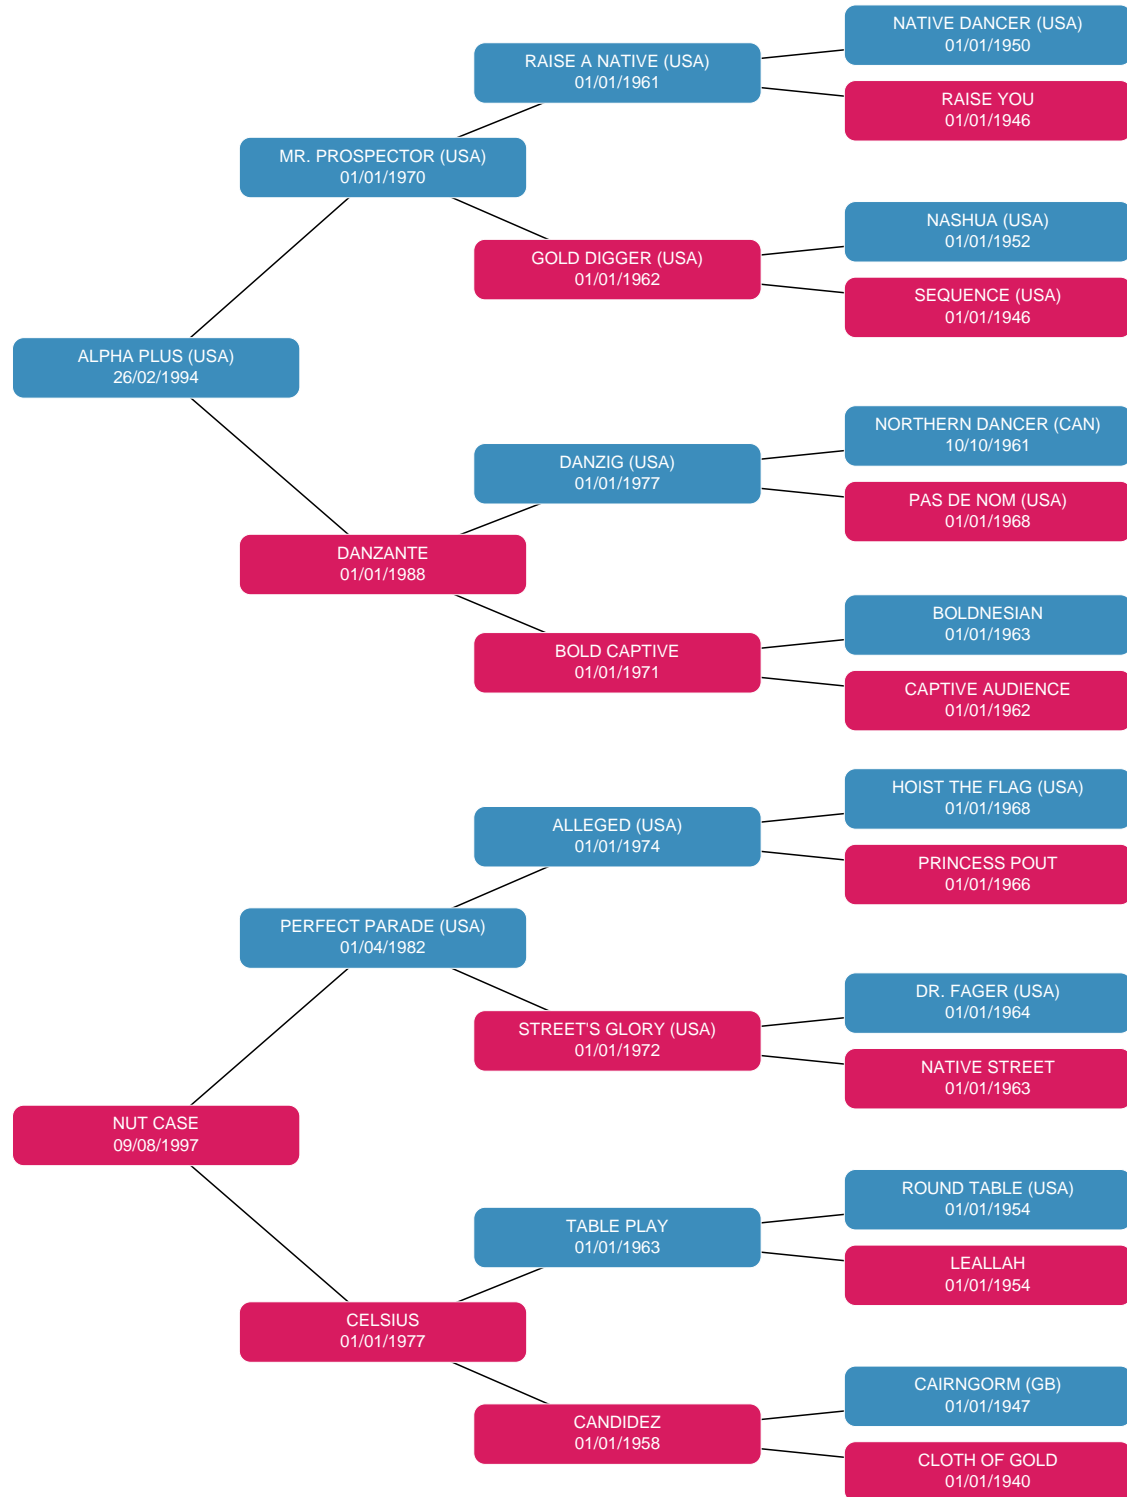 NATIVE DANCER (USA)
01/01/1950
RAISE A NATIVE (USA)
01/01/1961
RAISE YOU
01/01/1946
MR. PROSPECTOR (USA)
01/01/1970
NASHUA (USA)
01/01/1952
GOLD DIGGER (USA)
01/01/1962
SEQUENCE (USA)
01/01/1946
ALPHA PLUS (USA)
26/02/1994
NORTHERN DANCER (CAN)
10/10/1961
DANZIG (USA)
01/01/1977
PAS DE NOM (USA)
01/01/1968
DANZANTE
01/01/1988
BOLDNESIAN
01/01/1963
BOLD CAPTIVE
01/01/1971
CAPTIVE AUDIENCE
01/01/1962
HOIST THE FLAG (USA)
01/01/1968
ALLEGED (USA)
01/01/1974
PRINCESS POUT
01/01/1966
PERFECT PARADE (USA)
01/04/1982
DR. FAGER (USA)
01/01/1964
STREET'S GLORY (USA)
01/01/1972
NATIVE STREET
01/01/1963
NUT CASE
09/08/1997
ROUND TABLE (USA)
01/01/1954
TABLE PLAY
01/01/1963
LEALLAH
01/01/1954
CELSIUS
01/01/1977
CAIRNGORM (GB)
01/01/1947
CANDIDEZ
01/01/1958
CLOTH OF GOLD
01/01/1940